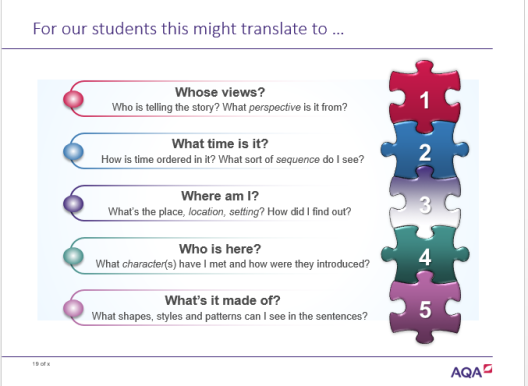 For our students this might translate to ...
Whose views?
Who is telling the story? What perspective is it from?
1
What time is it?
How is time ordered in it? What sort of sequence do I see?
2
Where am I?
What's the place, location, setting? How did I find out?
3
Who is here?
What character(s) have I met and how were they introduced?
4
What's it made of?
What shapes, styles and patterns can I see in the sentences?
5
AQA